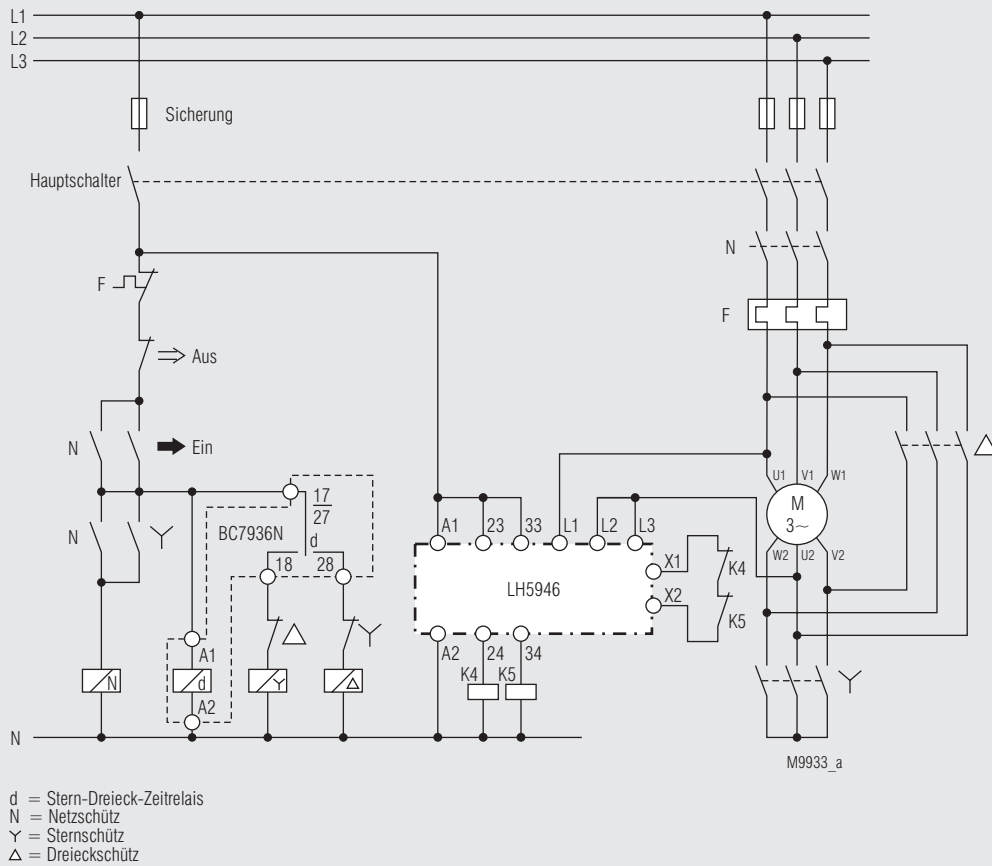 L1
L2
L3
Sicherung
Hauptschalter
N
F
F
Aus
N
Ein
U1 V1 W1
M
3~
W2 U2 V2
17
27
BC7936N
d
N
18 28
A1 23 33 L1 L2 L3
X1
K4
LH5946
X2
K5
A1
A2 24 34
K4 K5
N
d
A2
N
M9933_a
d = Stern-Dreieck-Zeitrelais
N = Netzschütz
Y = Sternschütz
△ = Dreieckschütz